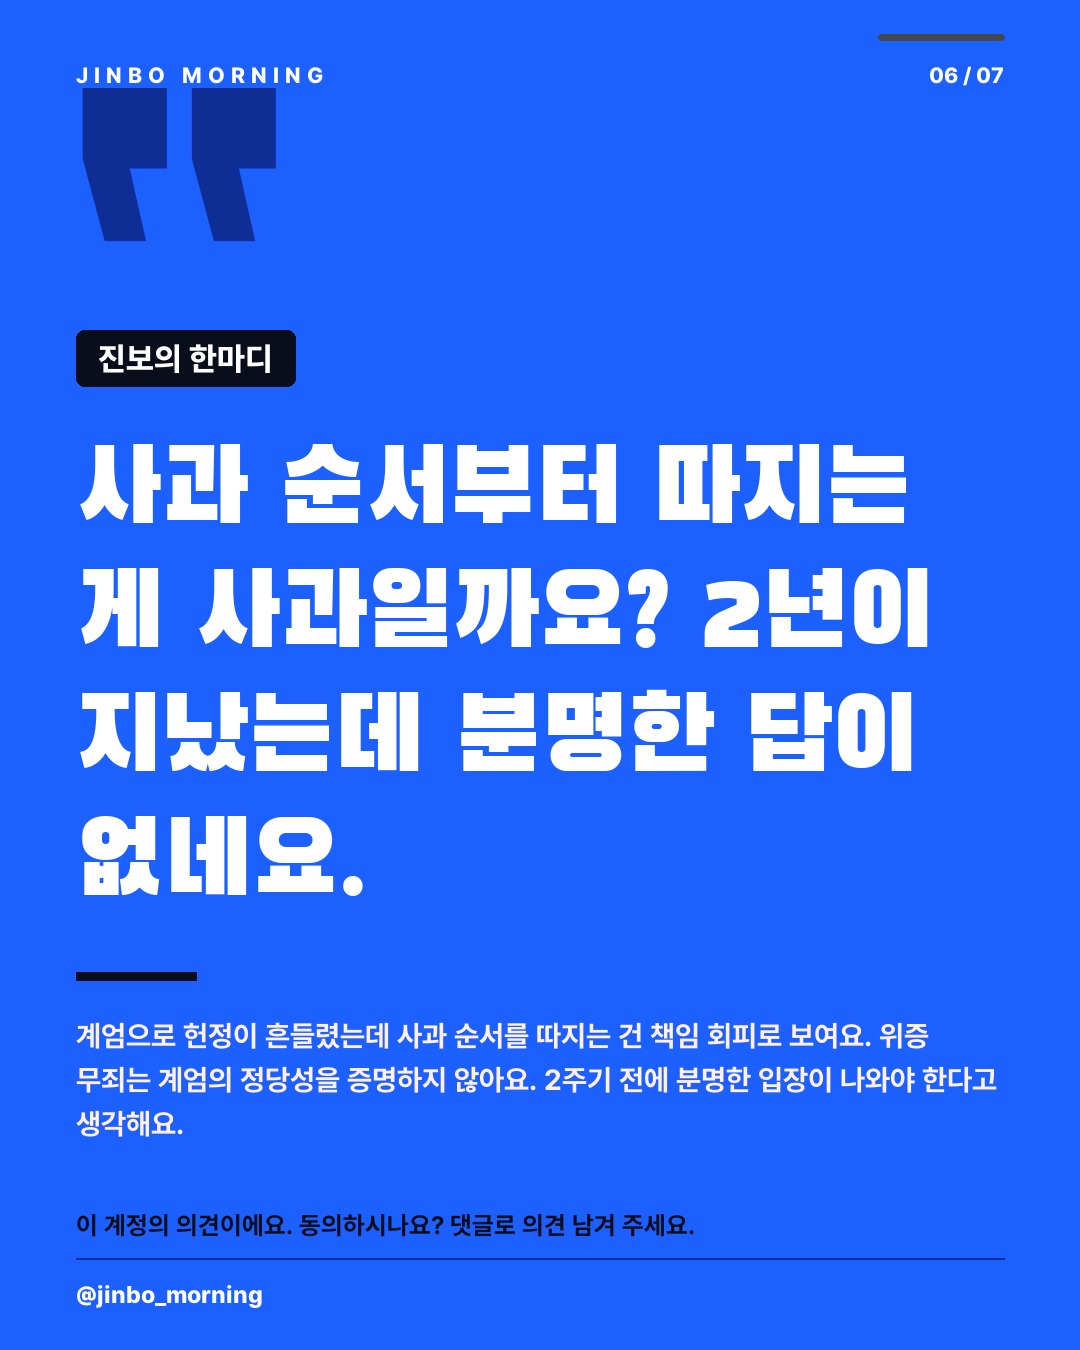 JINBO MORNING
06 / 07
진보의 한마디
사과 순서부터 따지는
게 사과일까요? 2년이
지났는데 분명한 답이
없네요.
계엄으로 헌정이 흔들렸는데 사과 순서를 따지는 건 책임 회피로 보여요. 위증
무죄는 계엄의 정당성을 증명하지 않아요. 2주기 전에 분명한 입장이 나와야 한다고
생각해요.
이 계정의 의견이에요. 동의하시나요? 댓글로 의견 남겨 주세요.
@jinbo_morning